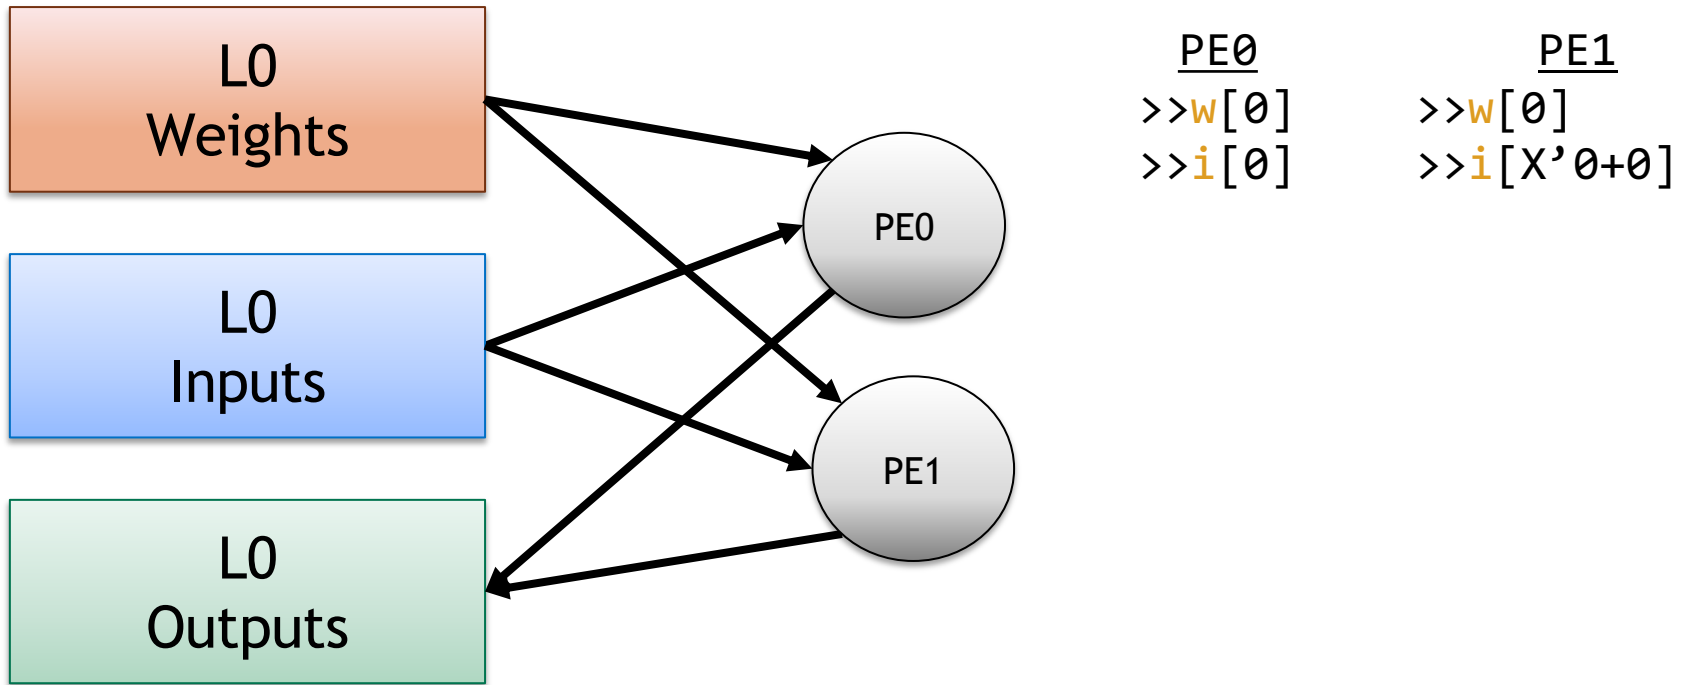 L0
Weights
L0
Inputs
L0
Outputs
PE0
PE1
PE0
>>w[0]
>>i[0]
PE1
>>w[0]
>>i[X’0+0]